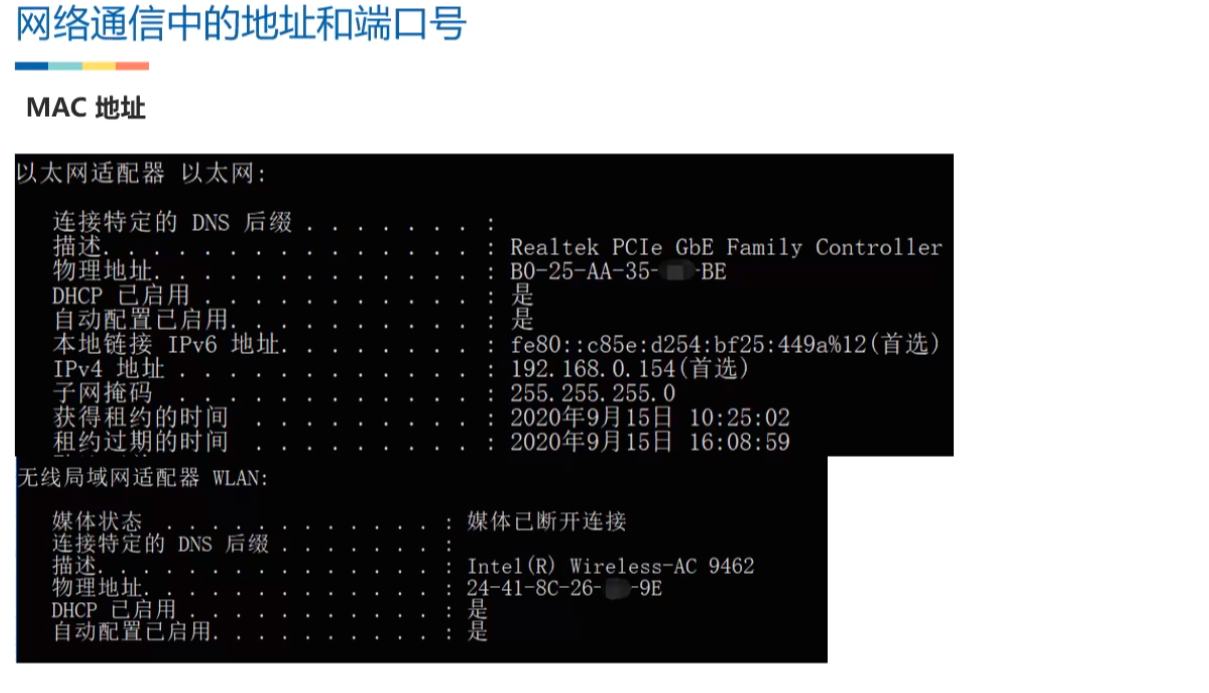 网络通信中的地址和端口号
MAC 地址
以太网适配器 以太网:
连接特定的 DNS 后缀 . . . . . . . :
描述. . . . . . . . . . . . . . . : Realtek PCIe GbE Family Controller
物理地址. . . . . . . . . . . . . : B0-25-AA-35- -BE
DHCP 已启用 . . . . . . . . . . . : 是
自动配置已启用. . . . . . . . . . : 是
本地链接 IPv6 地址. . . . . . . . : fe80::c85e:d254:bf25:449a%12(首选)
IPv4 地址 . . . . . . . . . . . . : 192.168.0.154(首选)
子网掩码 . . . . . . . . . . . . : 255.255.255.0
获得租约的时间 . . . . . . . . . : 2020年9月15日 10:25:02
租约过期的时间 . . . . . . . . . : 2020年9月15日 16:08:59
无线局域网适配器 WLAN:
媒体状态 . . . . . . . . . . . . : 媒体已断开连接
连接特定的 DNS 后缀 . . . . . . . :
描述. . . . . . . . . . . . . . . : Intel(R) Wireless-AC 9462
物理地址. . . . . . . . . . . . . : 24-41-8C-26- -9E
DHCP 已启用 . . . . . . . . . . . : 是
自动配置已启用. . . . . . . . . . : 是